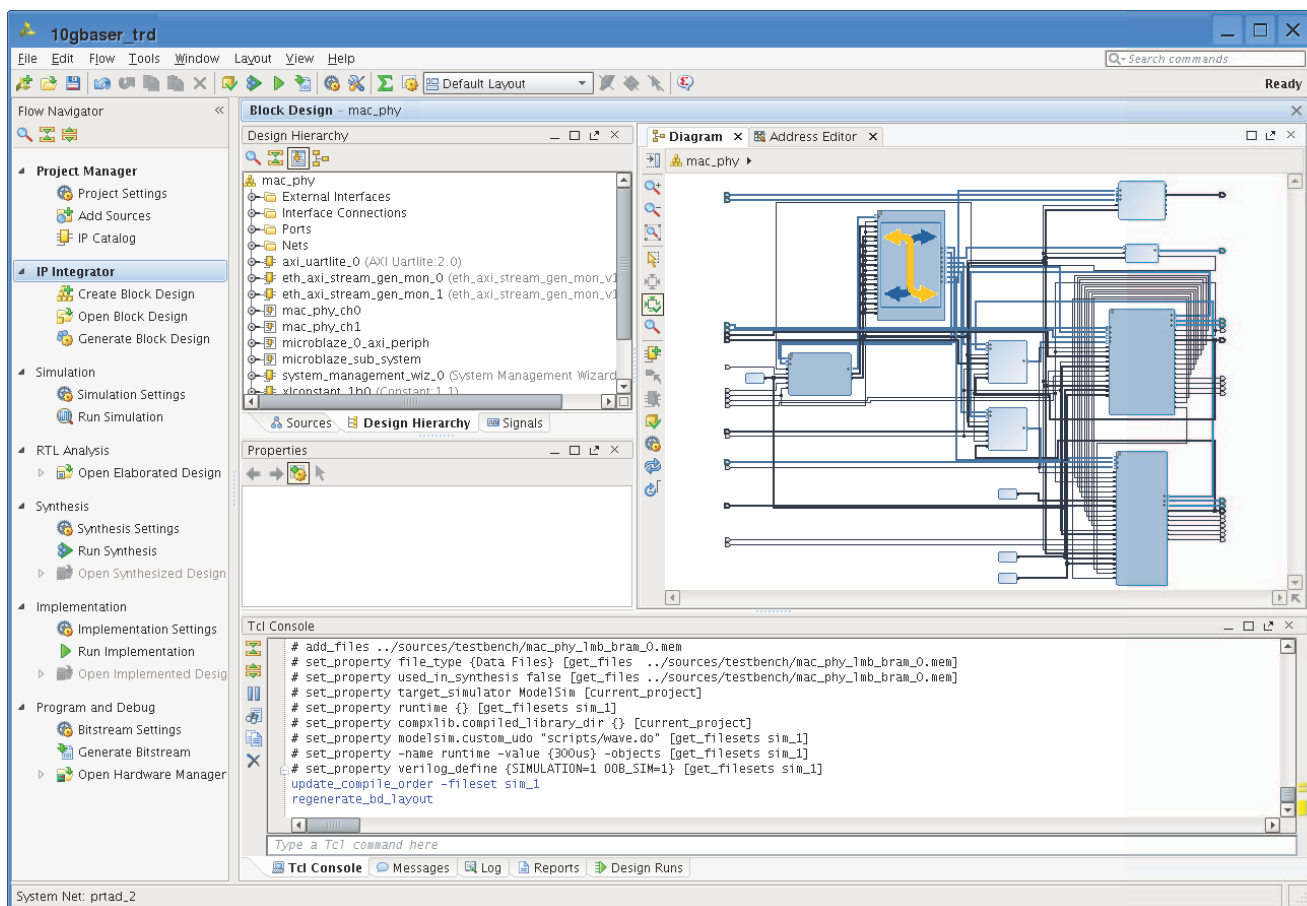 10gbaser_trd
File Edit Flow Tools Window Layout View Help
Search commands
Default Layout
Ready
Flow Navigator
Project Manager
Project Settings
Add Sources
IP Catalog
IP Integrator
Create Block Design
Open Block Design
Generate Block Design
Simulation
Simulation Settings
Run Simulation
RTL Analysis
Open Elaborated Design
Synthesis
Synthesis Settings
Run Synthesis
Open Synthesized Design
Implementation
Implementation Settings
Run Implementation
Open Implemented Desig
Program and Debug
Bitstream Settings
Generate Bitstream
Open Hardware Manager
Block Design - mac_phy
Design Hierarchy
mac_phy
External Interfaces
Interface Connections
Ports
Nets
axi_uartlite_0 (AXI Uartlite:2.0)
eth_axi_stream_gen_mon_0 (eth_axi_stream_gen_mon_v1
eth_axi_stream_gen_mon_1 (eth_axi_stream_gen_mon_v1
mac_phy_ch0
mac_phy_ch1
microblaze_0_axi_periph
microblaze_sub_system
system_management_wiz_0 (System Management Wizard
xlconstant_1b0 (Constant:1.1)
Sources Design Hierarchy Signals
Properties
Diagram Address Editor
mac_phy
Tcl Console
# add_files ../sources/testbench/mac_phy_lmb_bram_0.mem
# set_property file_type {Data Files} [get_files ../sources/testbench/mac_phy_lmb_bram_0.mem]
# set_property used_in_synthesis false [get_files ../sources/testbench/mac_phy_lmb_bram_0.mem]
# set_property target_simulator ModelSim [current_project]
# set_property runtime {} [get_filesets sim_1]
# set_property compxlib.compiled_library_dir {} [current_project]
# set_property modelsim.custom_udo "scripts/wave.do" [get_filesets sim_1]
# set_property -name runtime -value {300us} -objects [get_filesets sim_1]
# set_property verilog_define {SIMULATION=1 OOB_SIM=1} [get_filesets sim_1]
update_compile_order -fileset sim_1
regenerate_bd_layout
Type a Tcl command here
Tcl Console Messages Log Reports Design Runs
System Net: prtad_2